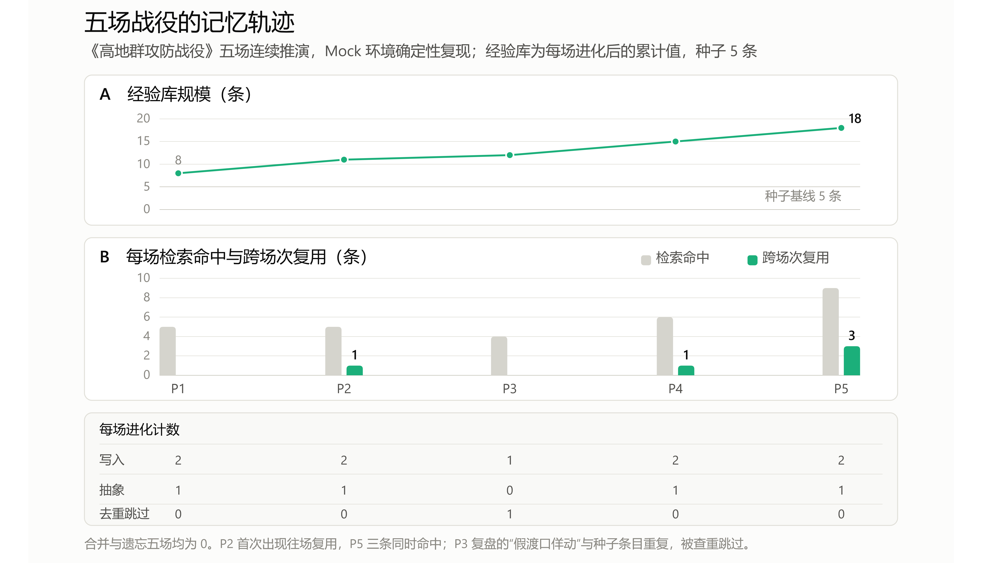 五场战役的记忆轨迹
《高地群攻防战役》五场连续推演，Mock 环境确定性复现；经验库为每场进化后的累计值，种子 5 条
A 经验库规模（条）
20
18
15
10
8
5
种子基线 5 条
0
B 每场检索命中与跨场次复用（条）
检索命中 跨场次复用
10
8
6
4
3
2
1 1
0
P1 P2 P3 P4 P5
每场进化计数
写入 2 2 1 2 2
抽象 1 1 0 1 1
去重跳过 0 0 1 0 0
合并与遗忘五场均为 0。P2 首次出现往场复用，P5 三条同时命中；P3 复盘的“假渡口佯动”与种子条目重复，被查重跳过。